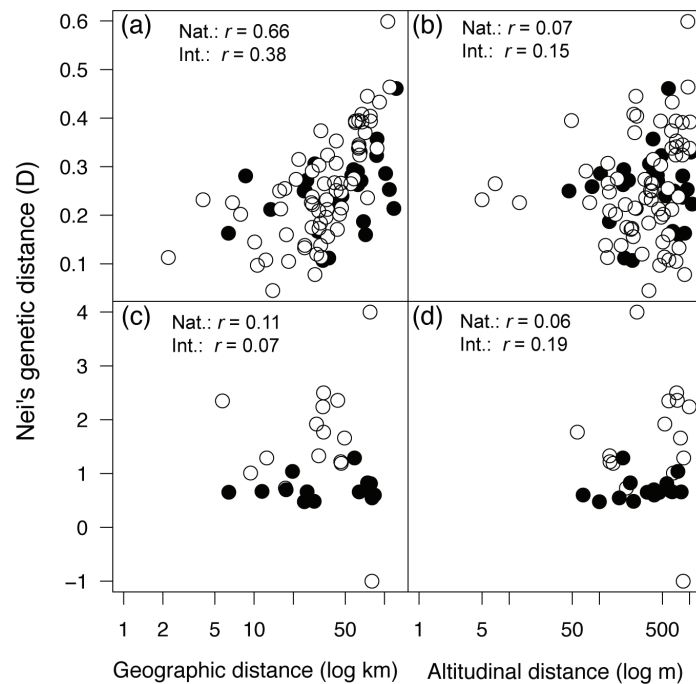 (a)
Nat.: r = 0.66
Int.: r = 0.38
(b)
Nat.: r = 0.07
Int.: r = 0.15
0.6
0.5
0.4
0.3
0.2
0.1
(c)
Nat.: r = 0.11
Int.: r = 0.07
(d)
Nat.: r = 0.06
Int.: r = 0.19
4
3
2
1
0
−1
Nei's genetic distance (D)
1 2 5 10 50
1 5 50 500
Geographic distance (log km)
Altitudinal distance (log m)